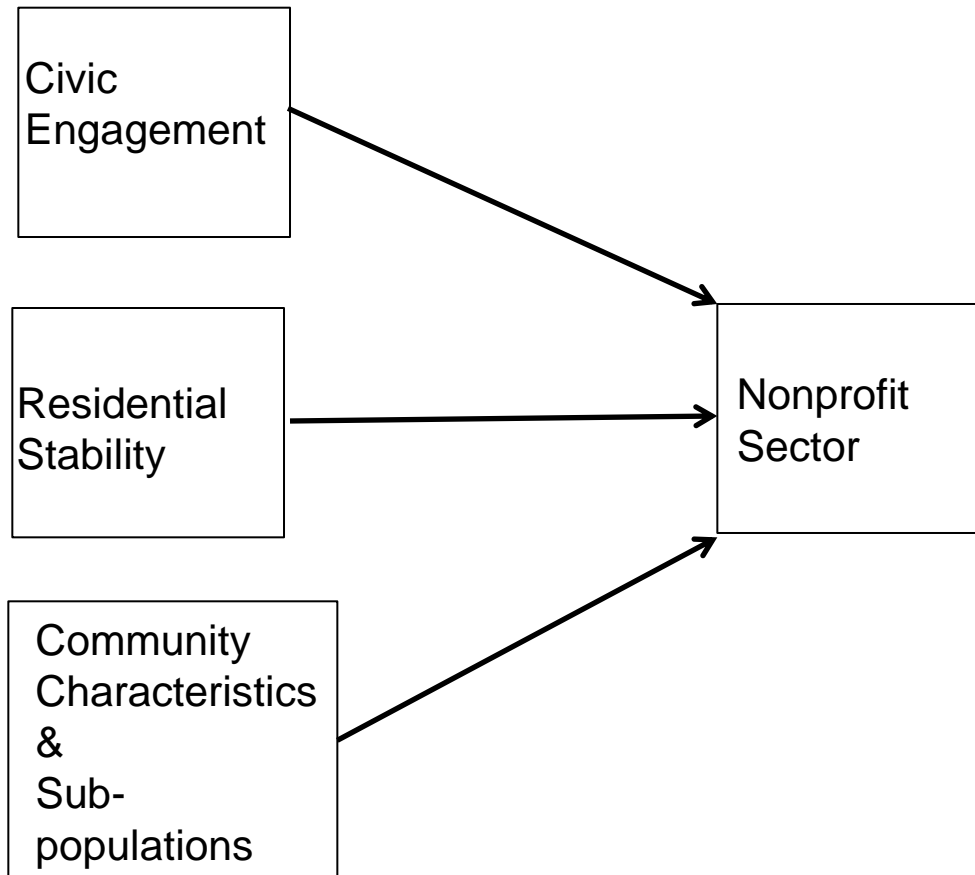 Civic
Engagement
Residential
Stability
Nonprofit
Sector
Community
Characteristics
&
Sub-
populations